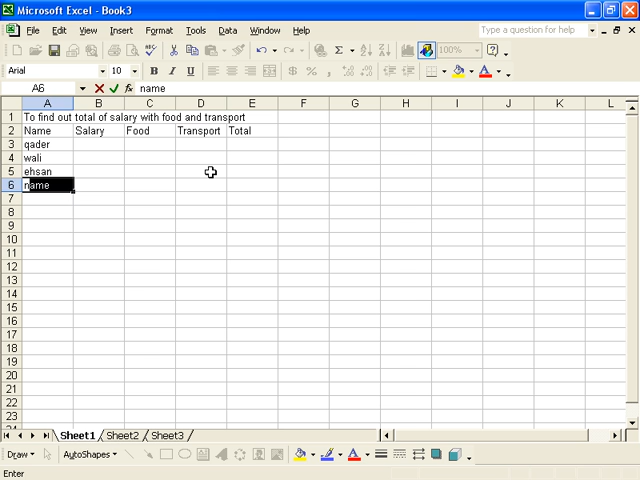 Microsoft Excel - Book3
File Edit View Insert Format Tools Data Window Help Type a question for help
100%
Arial 10 B I U $ % ,
A6 fx name
A B C D E F G H I J K L
1 To find out total of salary with food and transport
2 Name Salary Food Transport Total
3 qader
4 wali
5 ehsan
6 name
7
8
9
10
11
12
13
14
15
16
17
18
19
20
21
22
23
24
Sheet1 Sheet2 Sheet3
Draw AutoShapes
Enter